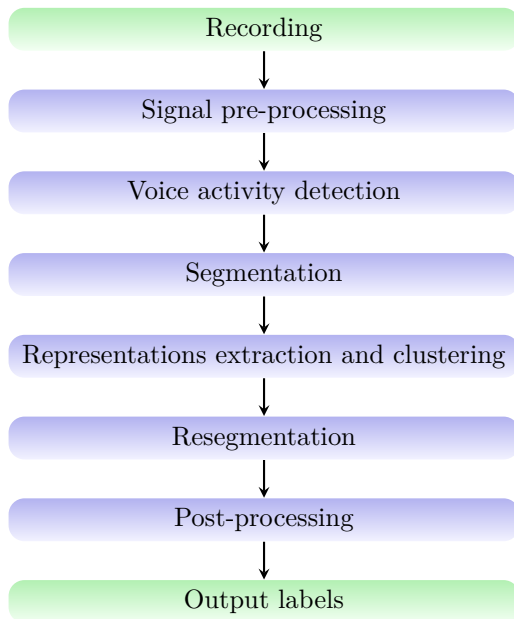 Recording
Signal pre-processing
Voice activity detection
Segmentation
Representations extraction and clustering
Resegmentation
Post-processing
Output labels